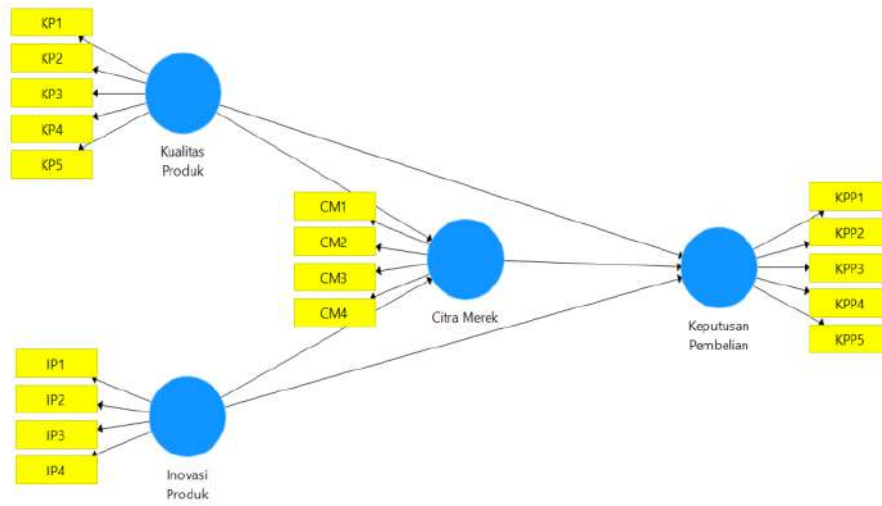 KP1
KP2
KP3
KP4
KP5
Kualitas
Produk
CM1
CM2
CM3
CM4
Citra Merek
KPP1
KPP2
KPP3
KPP4
KPP5
Keputusan
Pembelian
IP1
IP2
IP3
IP4
Inovasi
Produk